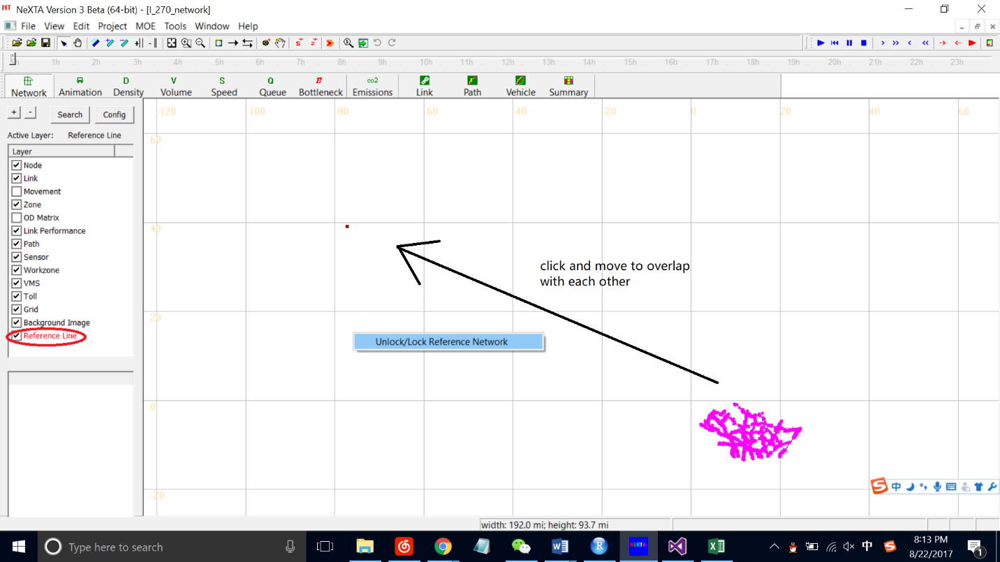 NeXTA Version 3 Beta (64-bit) - [I_270_network]
File View Edit Project MOE Tools Window Help
1h 2h 3h 4h 5h 6h 7h 8h 9h 10h 11h 12h 13h 14h 15h 16h 17h 18h 19h 20h 21h 22h 23h
D V S Q B co2
Network Animation Density Volume Speed Queue Bottleneck Emissions Link Path Vehicle Summary
+ - Search Config
Active Layer: Reference Line
Layer
Node
Link
Movement
Zone
OD Matrix
Link Performance
Path
Sensor
Workzone
VMS
Toll
Grid
Background Image
Reference Line
-120 -100 -80 -60 -40 -20 0 20 40 60
60
40
20
0
-20
click and move to overlap
with each other
Unlock/Lock Reference Network
中
width: 192.0 mi; height: 93.7 mi
Type here to search
NEXTA
中
8:13 PM
8/22/2017
1